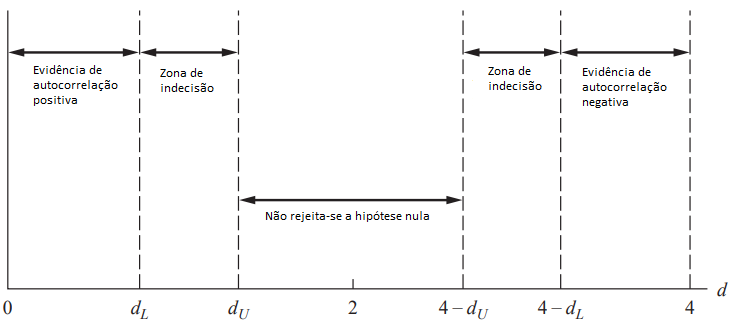 Evidência de
autocorrelação
positiva
Zona de
indecisão
Zona de
indecisão
Evidência de
autocorrelação
negativa
Não rejeita-se a hipótese nula
0 d_L d_U 2 4 – d_U 4 – d_L 4 d